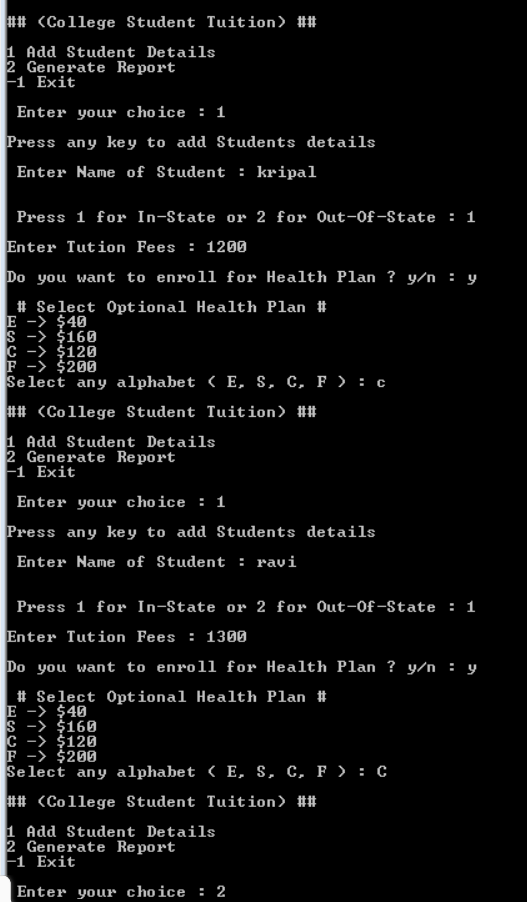 ## (College Student Tuition) ##
1 Add Student Details
2 Generate Report
-1 Exit
Enter your choice : 1
Press any key to add Students details
Enter Name of Student : kripal
Press 1 for In-State or 2 for Out-Of-State : 1
Enter Tution Fees : 1200
Do you want to enroll for Health Plan ? y/n : y
# Select Optional Health Plan #
E -> $40
S -> $160
C -> $120
F -> $200
Select any alphabet ( E, S, C, F ) : c
## (College Student Tuition) ##
1 Add Student Details
2 Generate Report
-1 Exit
Enter your choice : 1
Press any key to add Students details
Enter Name of Student : ravi
Press 1 for In-State or 2 for Out-Of-State : 1
Enter Tution Fees : 1300
Do you want to enroll for Health Plan ? y/n : y
# Select Optional Health Plan #
E -> $40
S -> $160
C -> $120
F -> $200
Select any alphabet ( E, S, C, F ) : C
## (College Student Tuition) ##
1 Add Student Details
2 Generate Report
-1 Exit
Enter your choice : 2